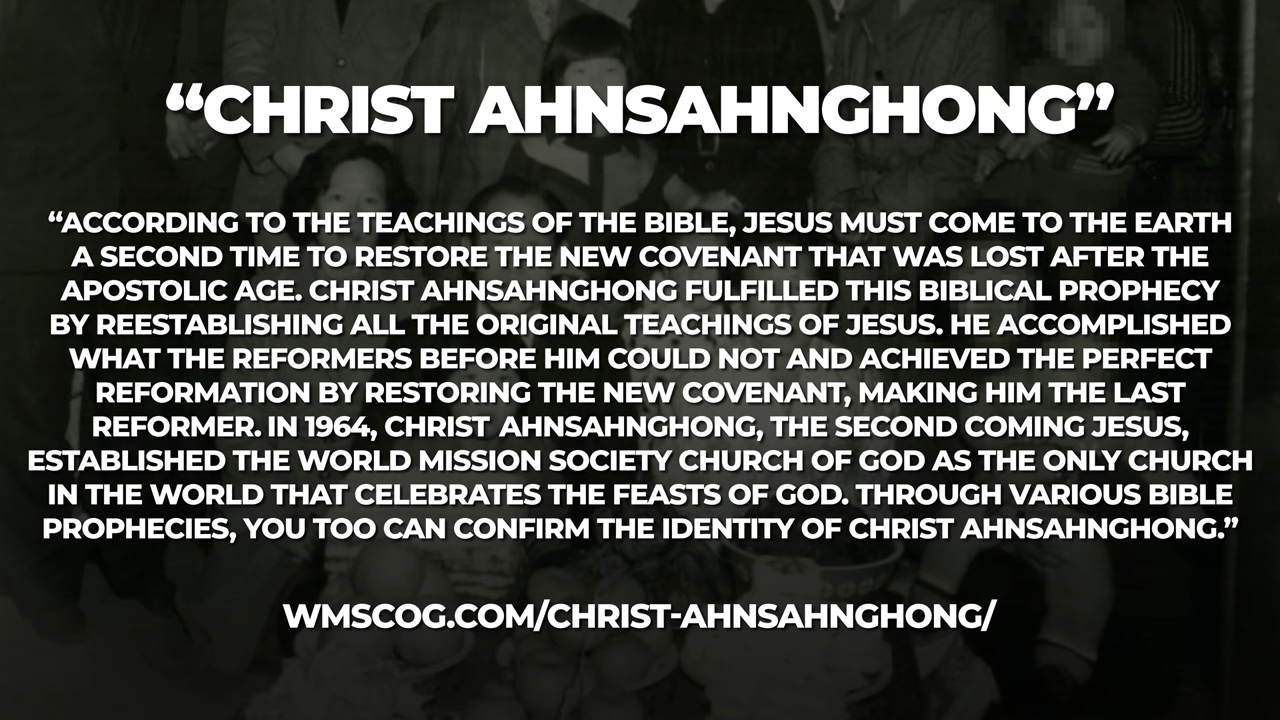 “CHRIST AHNSAHNGHONG”
“ACCORDING TO THE TEACHINGS OF THE BIBLE, JESUS MUST COME TO THE EARTH
A SECOND TIME TO RESTORE THE NEW COVENANT THAT WAS LOST AFTER THE
APOSTOLIC AGE. CHRIST AHNSAHNGHONG FULFILLED THIS BIBLICAL PROPHECY
BY REESTABLISHING ALL THE ORIGINAL TEACHINGS OF JESUS. HE ACCOMPLISHED
WHAT THE REFORMERS BEFORE HIM COULD NOT AND ACHIEVED THE PERFECT
REFORMATION BY RESTORING THE NEW COVENANT, MAKING HIM THE LAST
REFORMER. IN 1964, CHRIST AHNSAHNGHONG, THE SECOND COMING JESUS,
ESTABLISHED THE WORLD MISSION SOCIETY CHURCH OF GOD AS THE ONLY CHURCH
IN THE WORLD THAT CELEBRATES THE FEASTS OF GOD. THROUGH VARIOUS BIBLE
PROPHECIES, YOU TOO CAN CONFIRM THE IDENTITY OF CHRIST AHNSAHNGHONG.”
WMSCOG.COM/CHRIST-AHNSAHNGHONG/